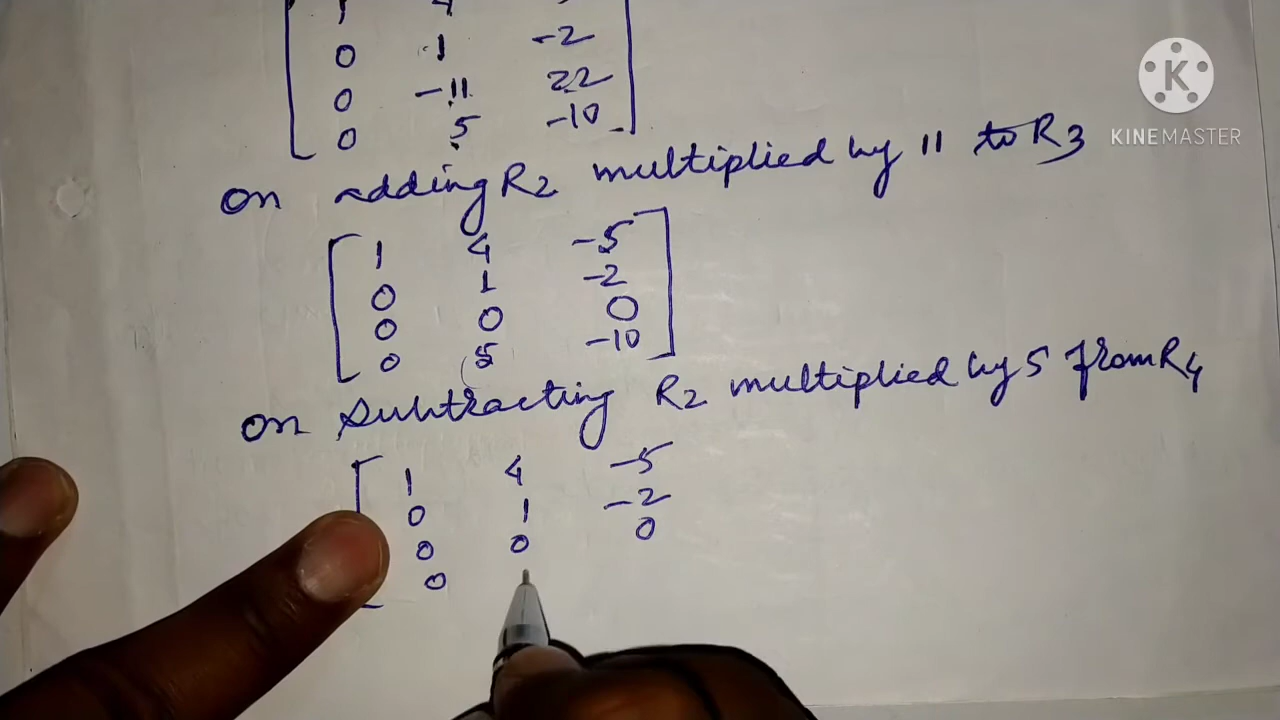 1 4
0 1 -2
0 -11 22
0 5 -10
On adding R2 multiplied by 11 to R3
1 4 -5
0 1 -2
0 0 0
0 5 -10
On subtracting R2 multiplied by 5 from R4
1 4 -5
0 1 -2
0 0 0
0
K
KINEMASTER